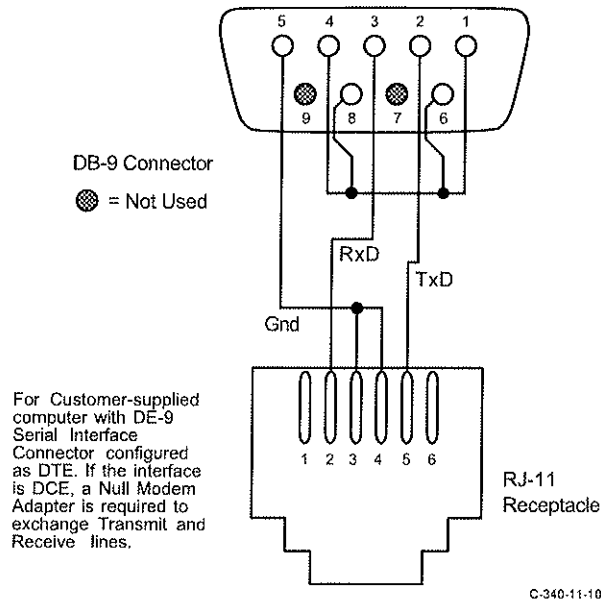 5 4 3 2 1
9 8 7 6
DB-9 Connector
= Not Used
RxD
TxD
Gnd
For Customer-supplied
computer with DE-9
Serial Interface
Connector configured
as DTE. If the interface
is DCE, a Null Modem
Adapter is required to
exchange Transmit and
Receive lines.
1 2 3 4 5 6
RJ-11
Receptacle
C-340-11-10